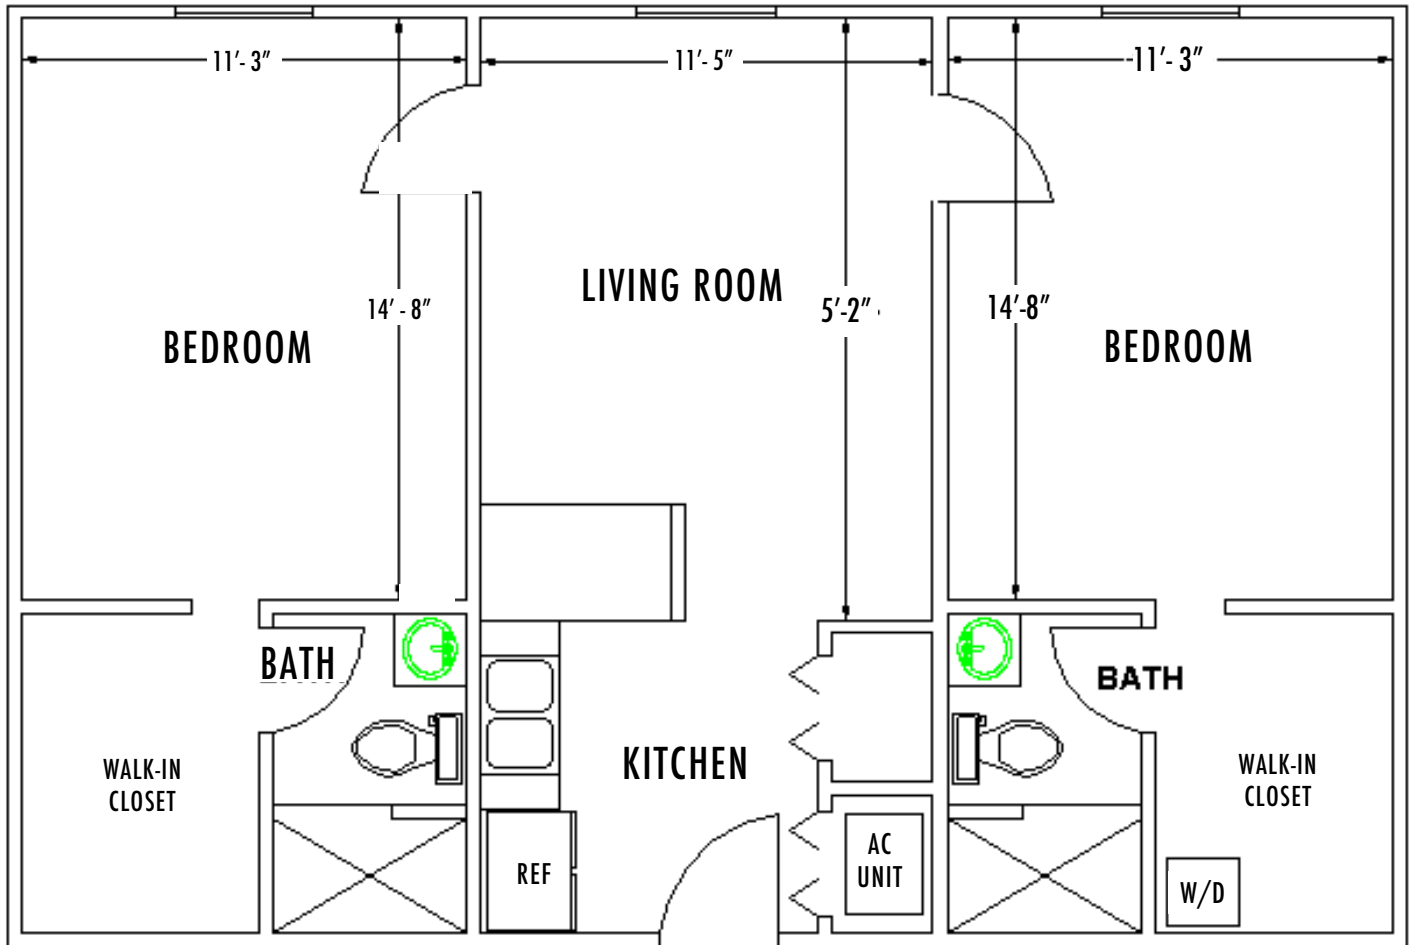 11'- 3"
11'- 5"
11'- 3"
LIVING ROOM
14' - 8"
5'-2"
14'-8"
BEDROOM
BEDROOM
BATH
BATH
WALK-IN
CLOSET
KITCHEN
WALK-IN
CLOSET
REF
AC
UNIT
W/D